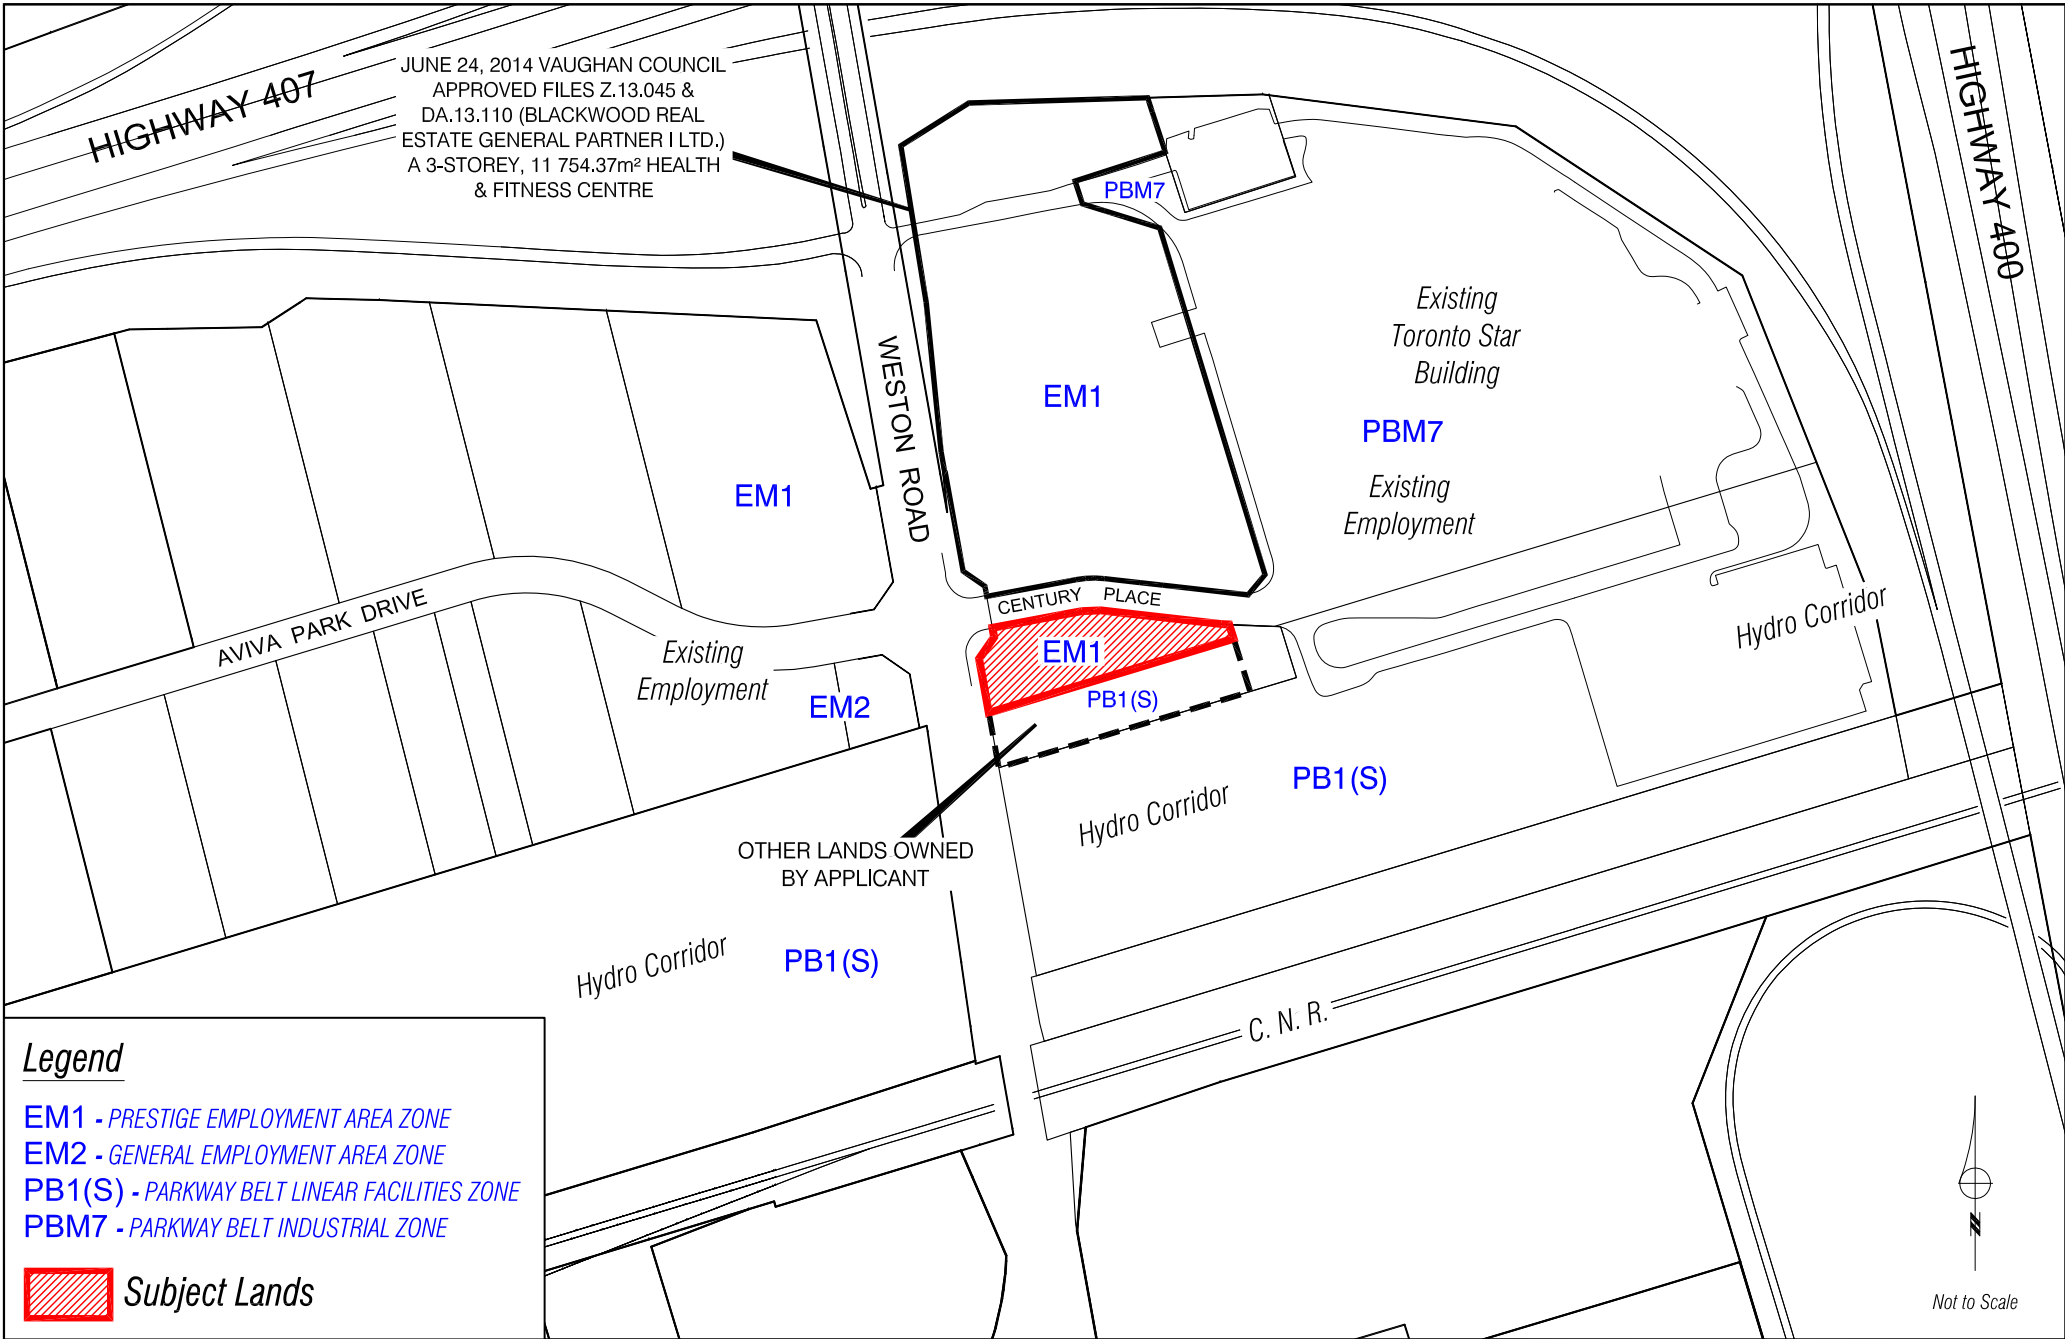 HIGHWAY 407
JUNE 24, 2014 VAUGHAN COUNCIL
APPROVED FILES Z.13.045 &
DA.13.110 (BLACKWOOD REAL
ESTATE GENERAL PARTNER I LTD.)
A 3-STOREY, 11 754.37m² HEALTH
& FITNESS CENTRE
HIGHWAY 400
PBM7
Existing
Toronto Star
Building
PBM7
Existing
Employment
WESTON ROAD
EM1
EM1
AVIVA PARK DRIVE
CENTURY PLACE
Existing
Employment
EM1
EM2
PB1(S)
Hydro Corridor
PB1(S)
Hydro Corridor
OTHER LANDS OWNED
BY APPLICANT
Hydro Corridor
PB1(S)
C. N. R.
Legend
EM1 - PRESTIGE EMPLOYMENT AREA ZONE
EM2 - GENERAL EMPLOYMENT AREA ZONE
PB1(S) - PARKWAY BELT LINEAR FACILITIES ZONE
PBM7 - PARKWAY BELT INDUSTRIAL ZONE
Subject Lands
N
Not to Scale